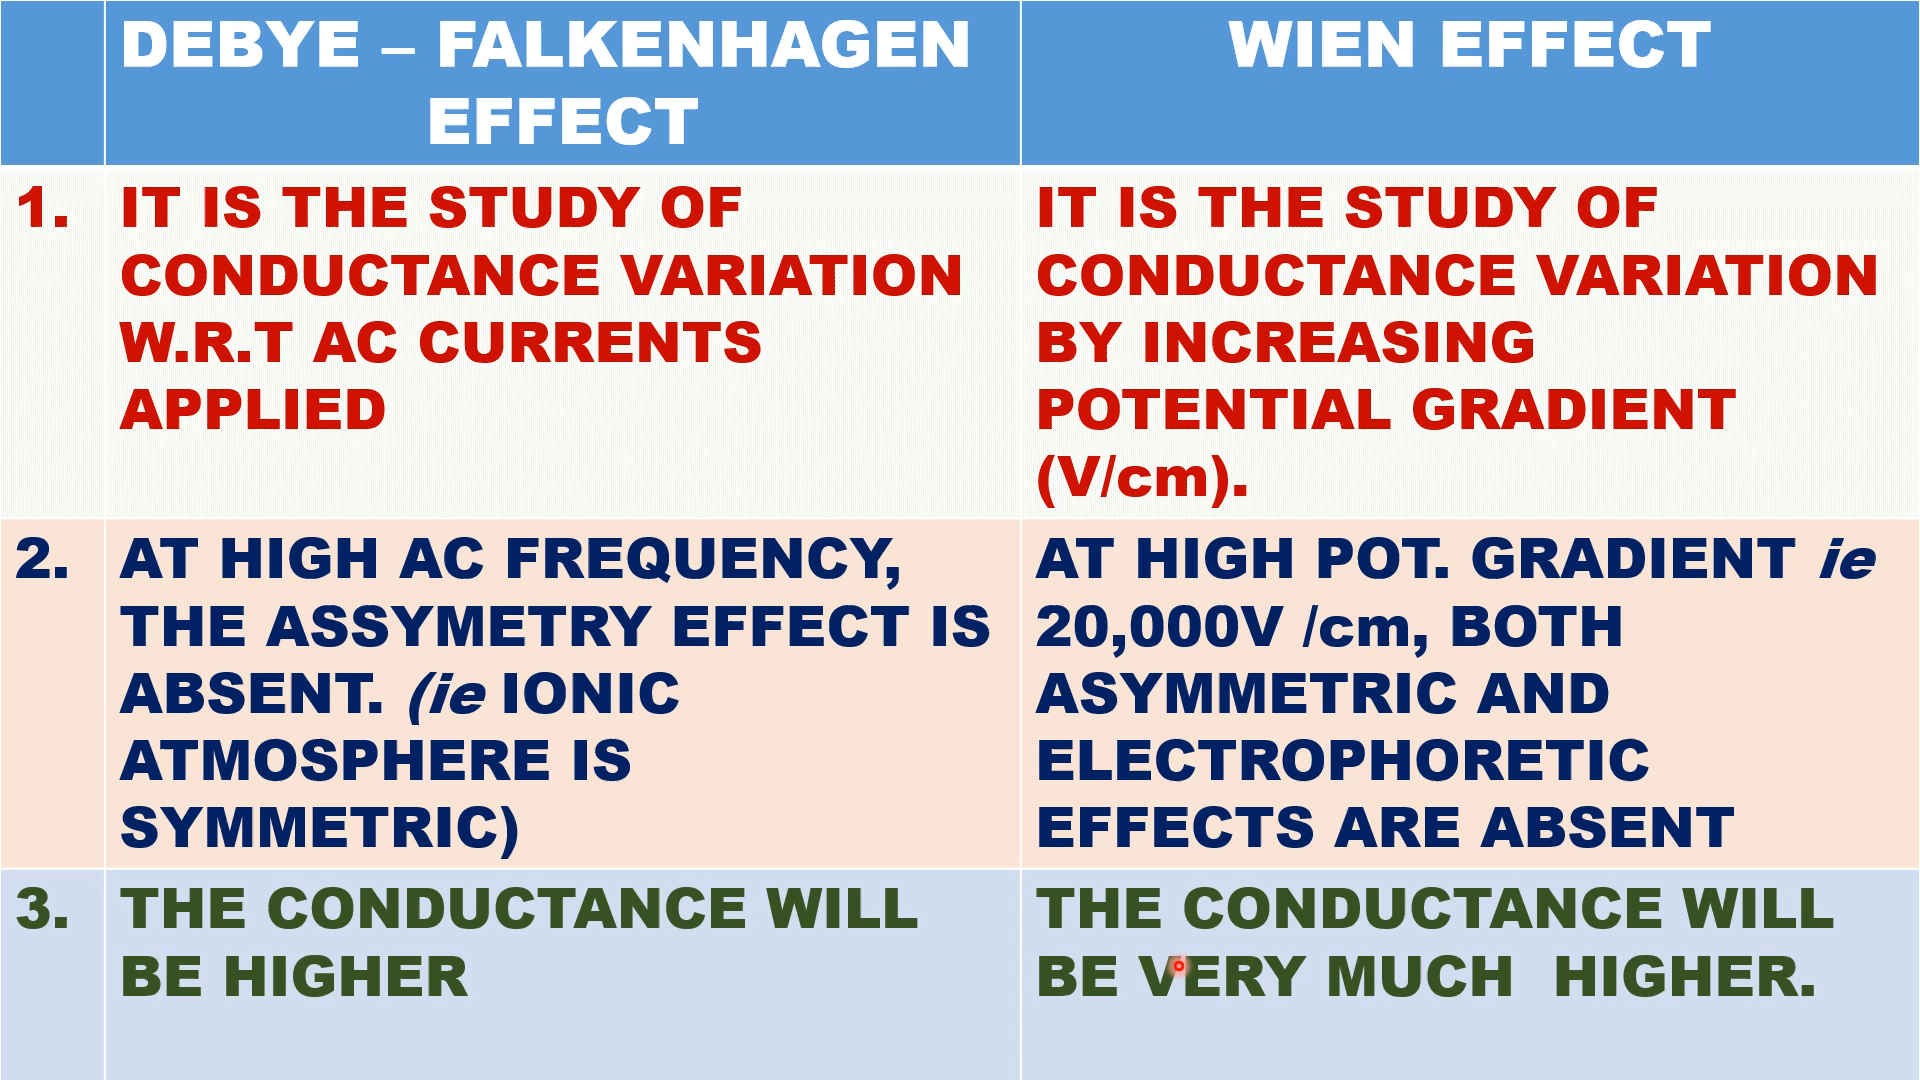 DEBYE – FALKENHAGEN
EFFECT
WIEN EFFECT
1.
IT IS THE STUDY OF
CONDUCTANCE VARIATION
W.R.T AC CURRENTS
APPLIED
IT IS THE STUDY OF
CONDUCTANCE VARIATION
BY INCREASING
POTENTIAL GRADIENT
(V/cm).
2.
AT HIGH AC FREQUENCY,
THE ASSYMETRY EFFECT IS
ABSENT. (ie IONIC
ATMOSPHERE IS
SYMMETRIC)
AT HIGH POT. GRADIENT ie
20,000V /cm, BOTH
ASYMMETRIC AND
ELECTROPHORETIC
EFFECTS ARE ABSENT
3.
THE CONDUCTANCE WILL
BE HIGHER
THE CONDUCTANCE WILL
BE VERY MUCH  HIGHER.